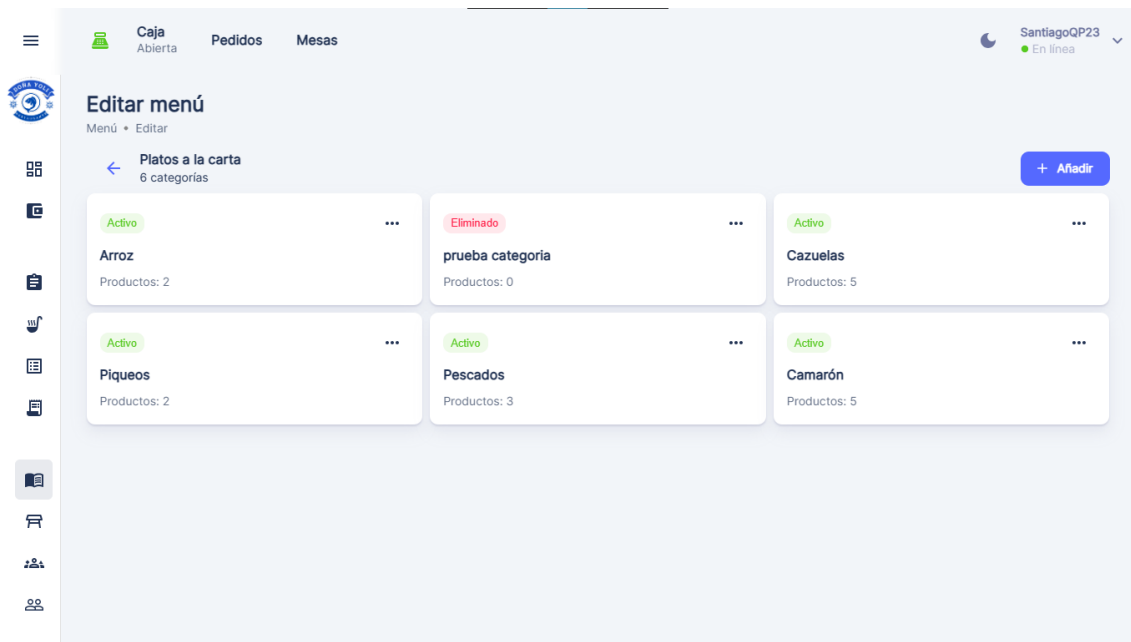 Caja
Abierta
Pedidos
Mesas
SantiagoQP23
En línea
DOÑA YOLI
Editar menú
Menú • Editar
Platos a la carta
6 categorías
+ Añadir
Activo
Arroz
Productos: 2
Eliminado
prueba categoria
Productos: 0
Activo
Cazuelas
Productos: 5
Activo
Piqueos
Productos: 2
Activo
Pescados
Productos: 3
Activo
Camarón
Productos: 5